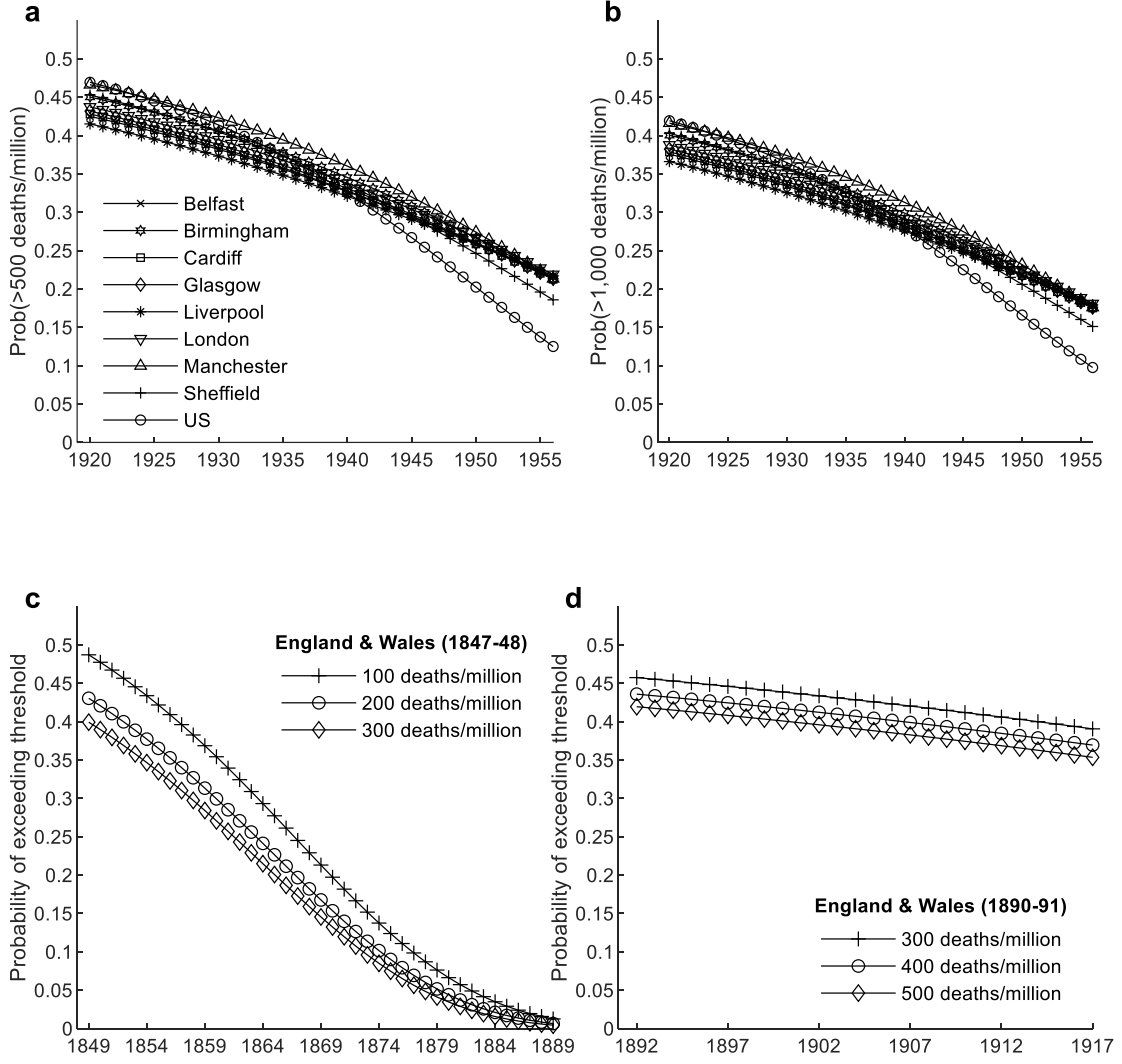 a
Prob(>500 deaths/million)
0.5
0.45
0.4
0.35
0.3
0.25
0.2
0.15
0.1
0.05
0
Belfast
Birmingham
Cardiff
Glasgow
Liverpool
London
Manchester
Sheffield
US
1920 1925 1930 1935 1940 1945 1950 1955
b
Prob(>1,000 deaths/million)
0.5
0.45
0.4
0.35
0.3
0.25
0.2
0.15
0.1
0.05
0
1920 1925 1930 1935 1940 1945 1950 1955
c
Probability of exceeding threshold
0.5
0.45
0.4
0.35
0.3
0.25
0.2
0.15
0.1
0.05
0
England & Wales (1847-48)
100 deaths/million
200 deaths/million
300 deaths/million
1849 1854 1859 1864 1869 1874 1879 1884 1889
d
Probability of exceeding threshold
0.5
0.45
0.4
0.35
0.3
0.25
0.2
0.15
0.1
0.05
0
England & Wales (1890-91)
300 deaths/million
400 deaths/million
500 deaths/million
1892 1897 1902 1907 1912 1917